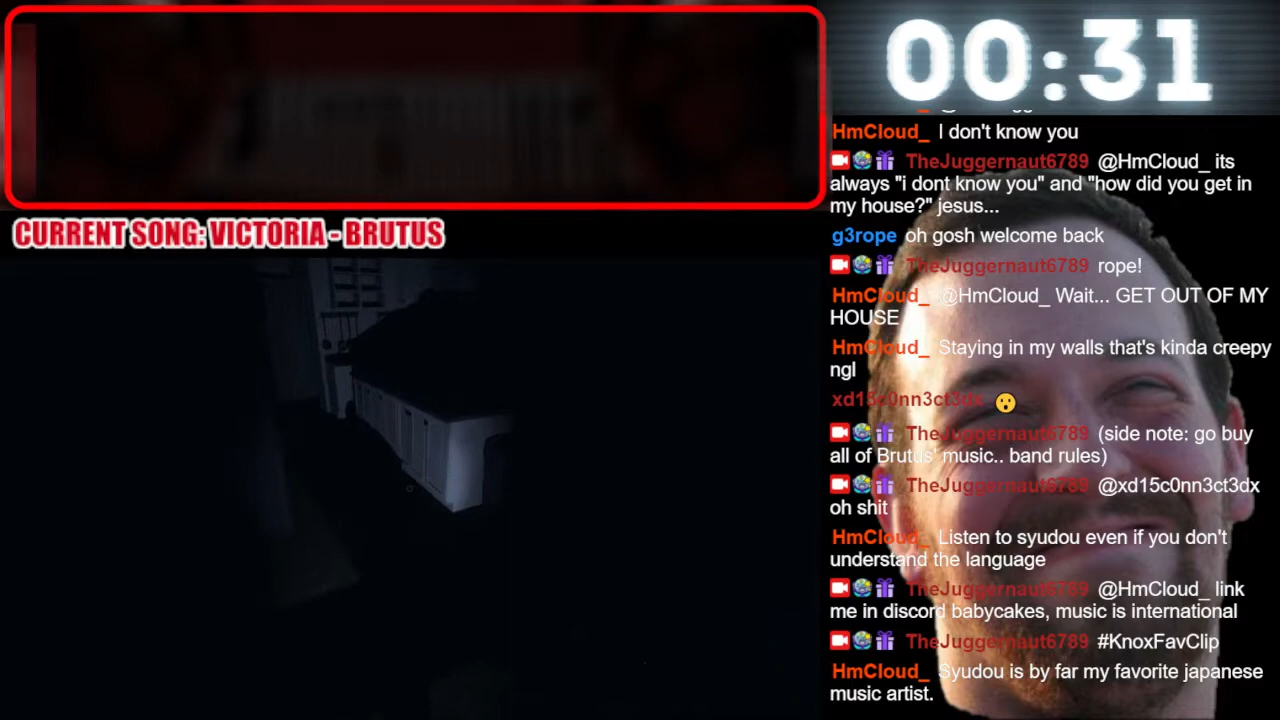 00:31
HmCloud_ I don't know you
TheJuggernaut6789 @HmCloud_ its
always "i dont know you" and "how did you get in
my house?" jesus...
g3rope oh gosh welcome back
TheJuggernaut6789 rope!
HmCloud_ @HmCloud_ Wait... GET OUT OF MY
HOUSE
HmCloud_ Staying in my walls that's kinda creepy
ngl
xd15c0nn3ct3dx 😮
TheJuggernaut6789 (side note: go buy
all of Brutus' music.. band rules)
TheJuggernaut6789 @xd15c0nn3ct3dx
oh shit
HmCloud_ Listen to syudou even if you don't
understand the language
TheJuggernaut6789 @HmCloud_ link
me in discord babycakes, music is international
TheJuggernaut6789 #KnoxFavClip
HmCloud_ Syudou is by far my favorite japanese
music artist.
CURRENT SONG: VICTORIA - BRUTUS